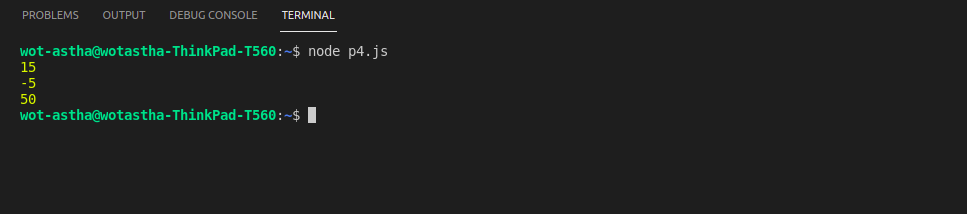 PROBLEMS OUTPUT DEBUG CONSOLE TERMINAL
wot-astha@wotastha-ThinkPad-T560:~$ node p4.js
15
-5
50
wot-astha@wotastha-ThinkPad-T560:~$